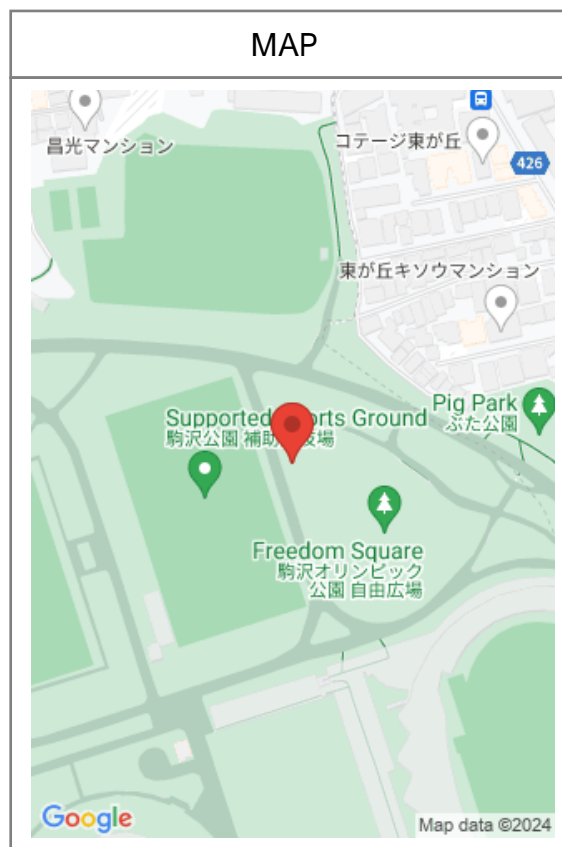 MAP
昌光マンション
コテージ東が丘
426
東が丘キソウマンション
Pig Park
ぶた公園
Supported
Ground
駒沢公園 補助
技場
Freedom Square
駒沢オリンピック
公園 自由広場
Google
Map data ©2024